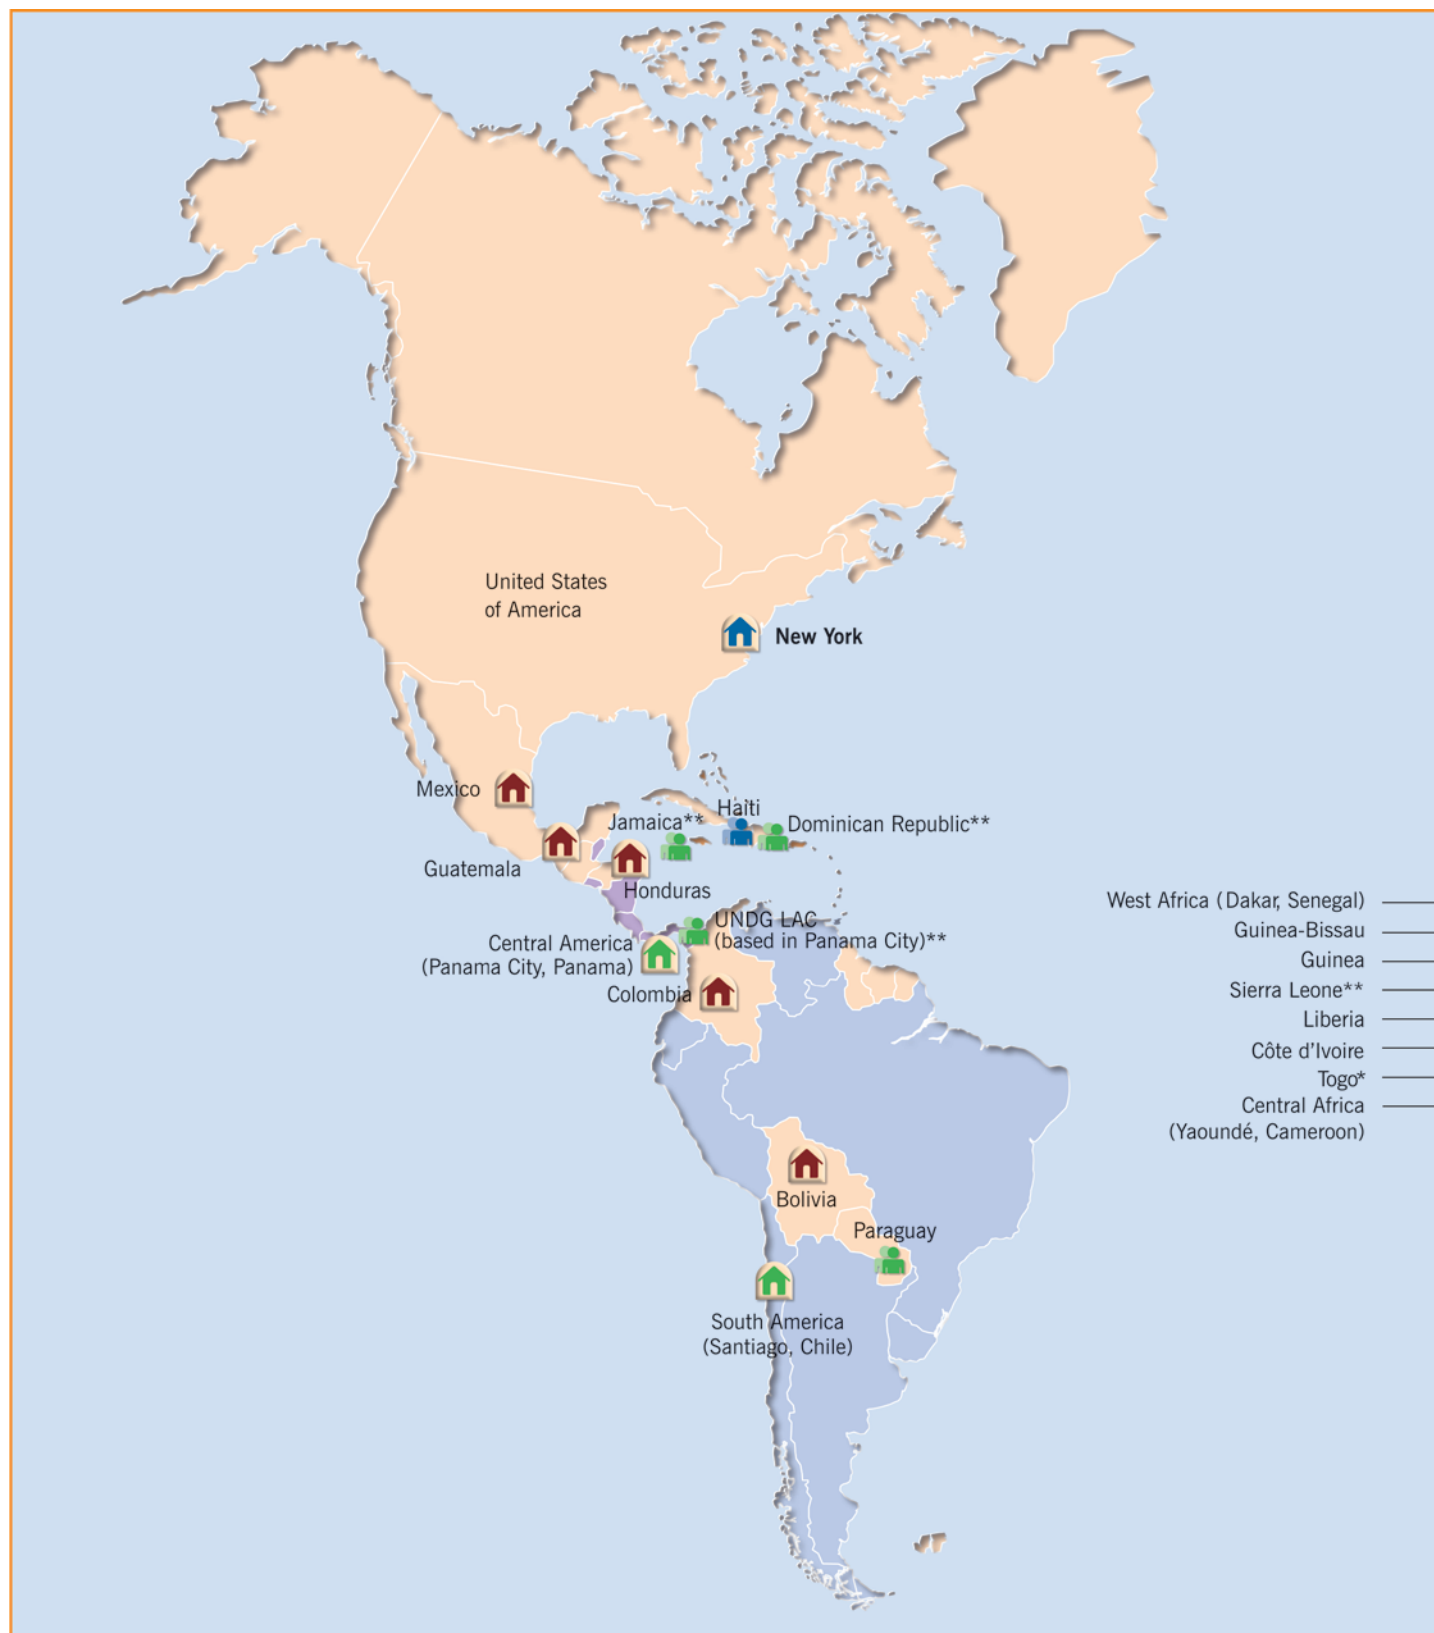 United States
of America
New York
Mexico
Haiti
Jamaica**
Dominican Republic**
Guatemala
Honduras
UNDG LAC
(based in Panama City)**
Central America
(Panama City, Panama)
Colombia
West Africa (Dakar, Senegal)
Guinea-Bissau
Guinea
Sierra Leone**
Liberia
Côte d’Ivoire
Togo*
Central Africa
(Yaoundé, Cameroon)
Bolivia
Paraguay
South America
(Santiago, Chile)